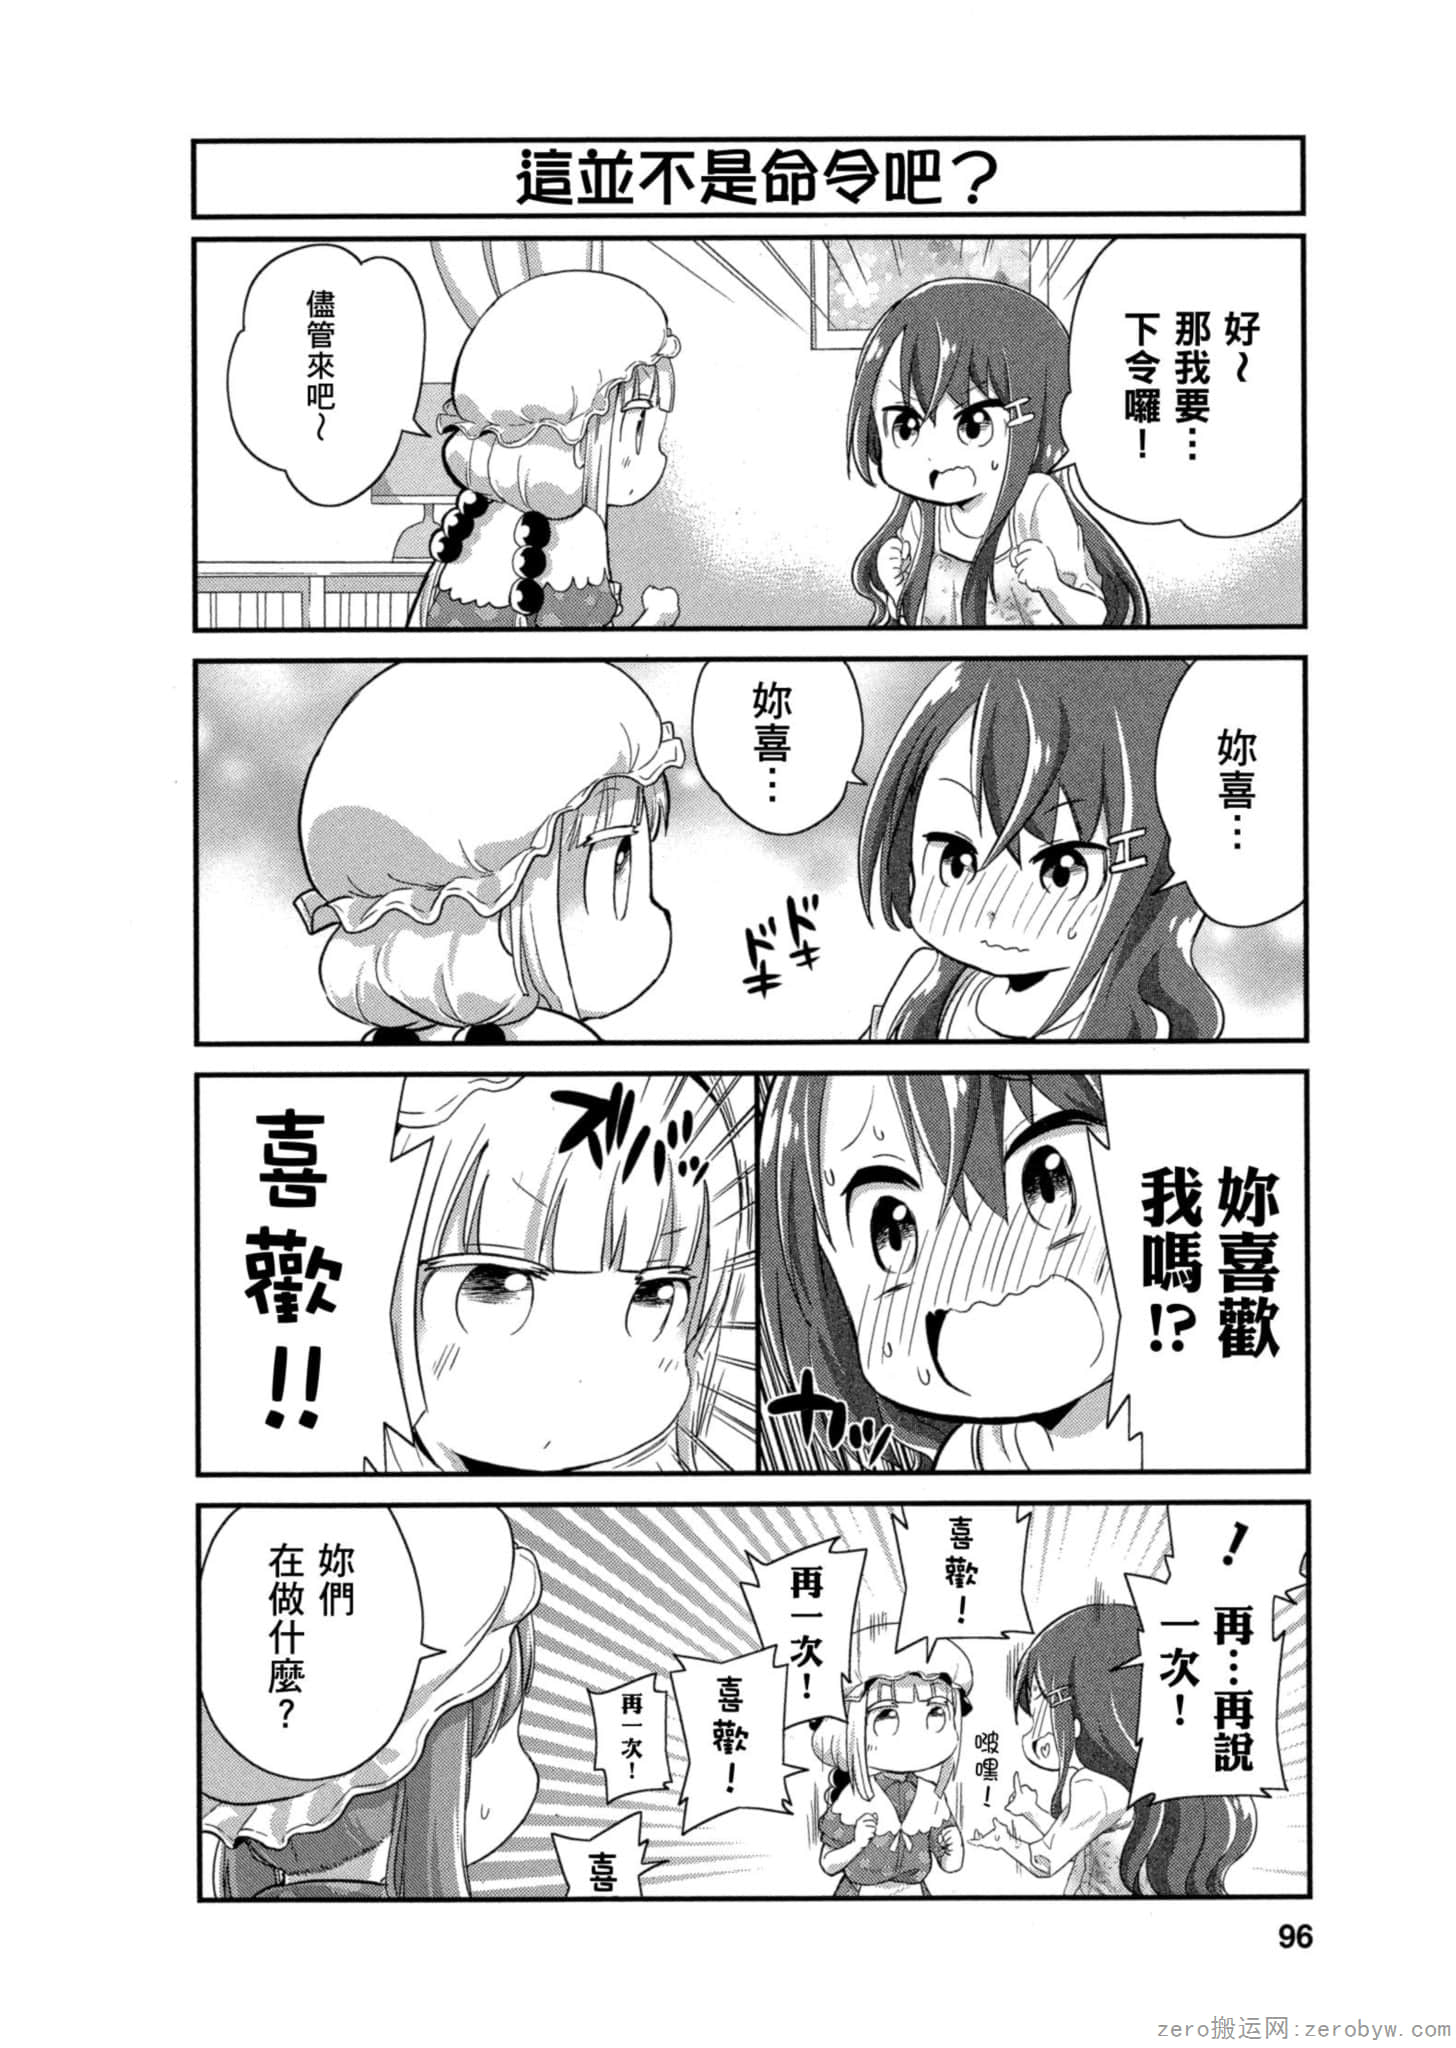 這並不是命令吧？
好～
那我要…
下令囉！
儘管來吧～
妳喜…
妳喜…
ドキ
ドキ
妳喜歡
我嗎!?
カッ
ズバッ
喜歡!!
！再…再說
一次！
喜歡！
再一次！
啵嘿！
喜歡！
再一次！
喜
妳們
在做什麼？
96
zero搬运网:zerobyw.com